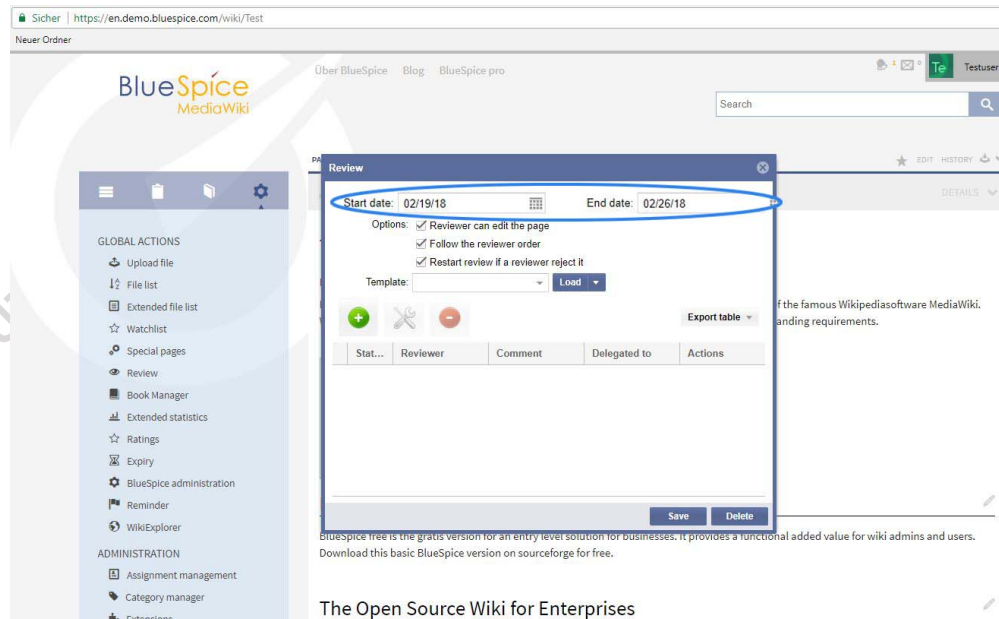 Sicher | https://en.demo.bluespice.com/wiki/Test
Neuer Ordner
Über BlueSpice Blog BlueSpice pro
1 0 Te Testuser
BlueSpice
MediaWiki
Search
PA
EDIT HISTORY
Review
DETAILS
Start date: 02/19/18 End date: 02/26/18
Options: Reviewer can edit the page
Follow the reviewer order
Restart review if a reviewer reject it
Template: Load
Export table
Stat... Reviewer Comment Delegated to Actions
Save Delete
GLOBAL ACTIONS
Upload file
File list
Extended file list
Watchlist
Special pages
Review
Book Manager
Extended statistics
Ratings
Expiry
BlueSpice administration
Reminder
WikiExplorer
ADMINISTRATION
Assignment management
Category manager
Extensions
of the famous Wikipediasoftware MediaWiki.
anding requirements.
BlueSpice free is the gratis version for an entry level solution for businesses. It provides a functional added value for wiki admins and users.
Download this basic BlueSpice version on sourceforge for free.
The Open Source Wiki for Enterprises